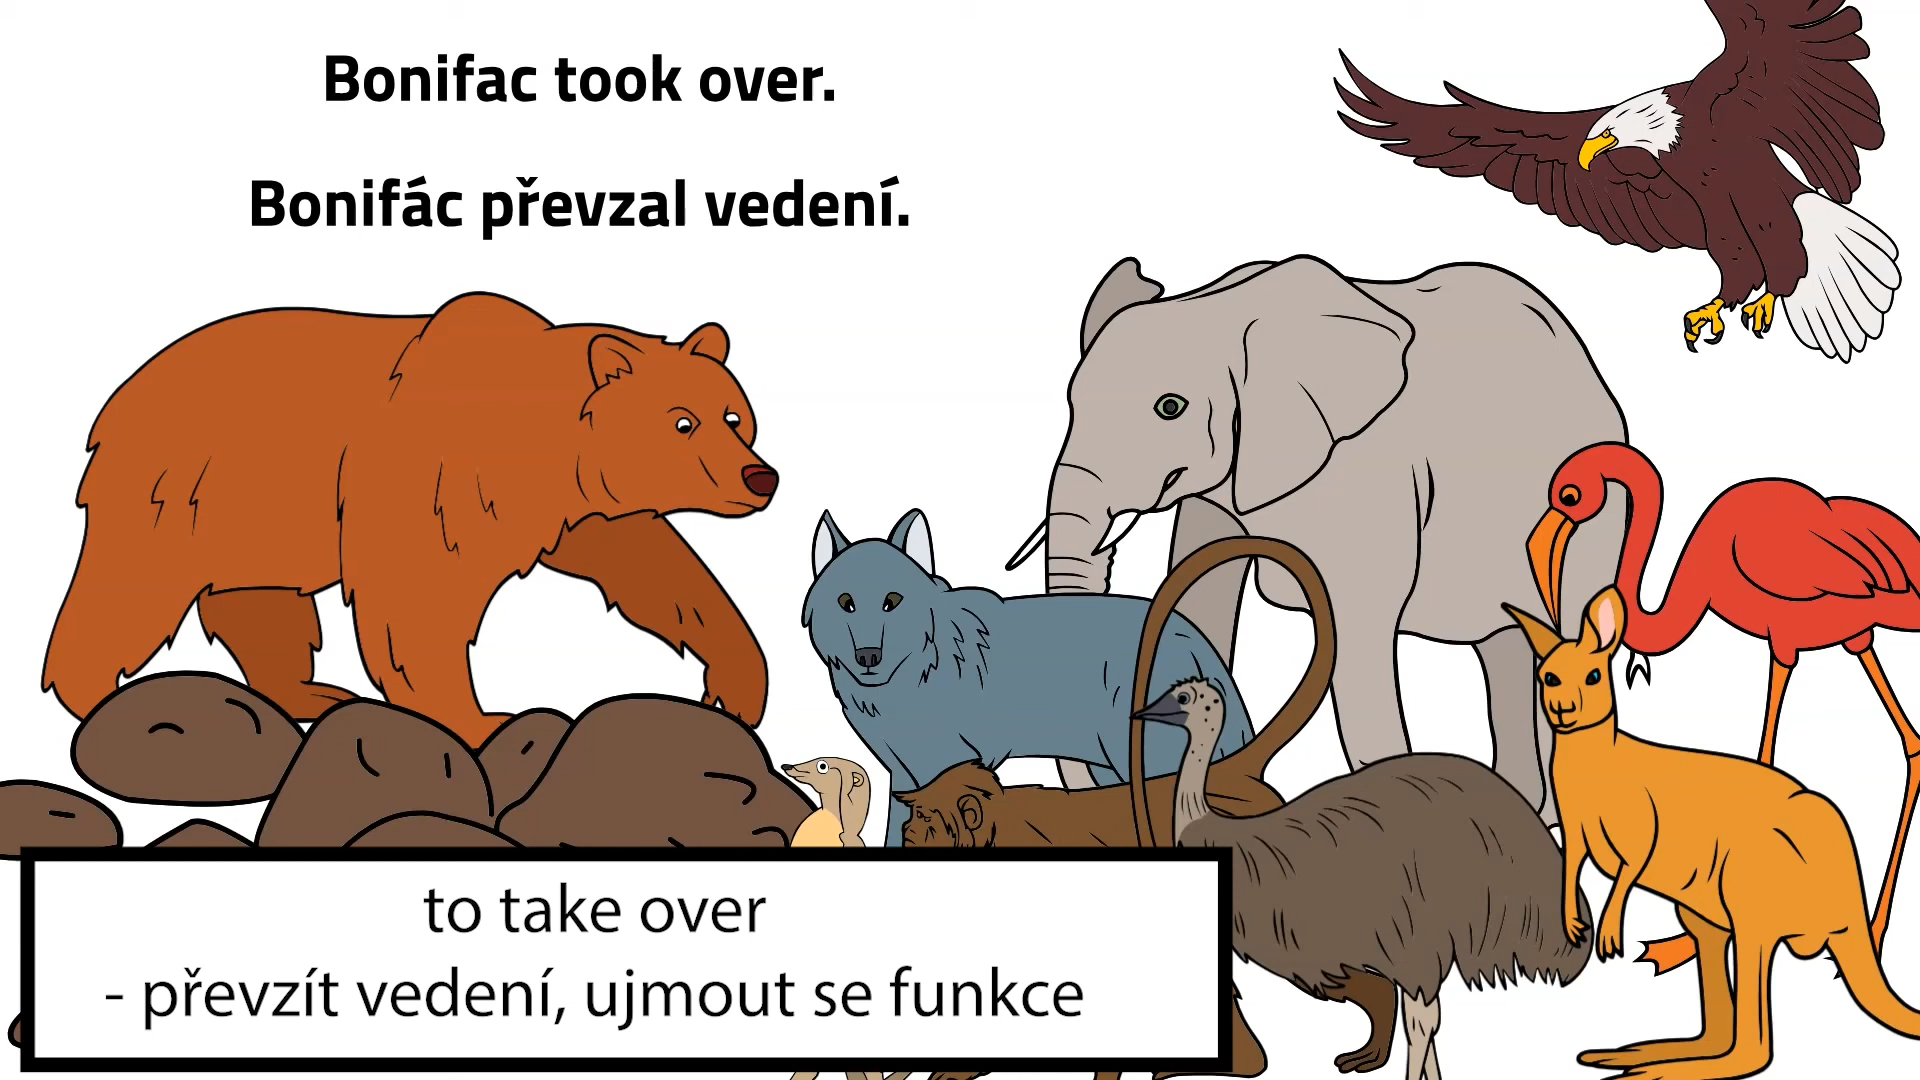 Bonifac took over.
Bonifác převzal vedení.
to take over
- převzít vedení, ujmout se funkce